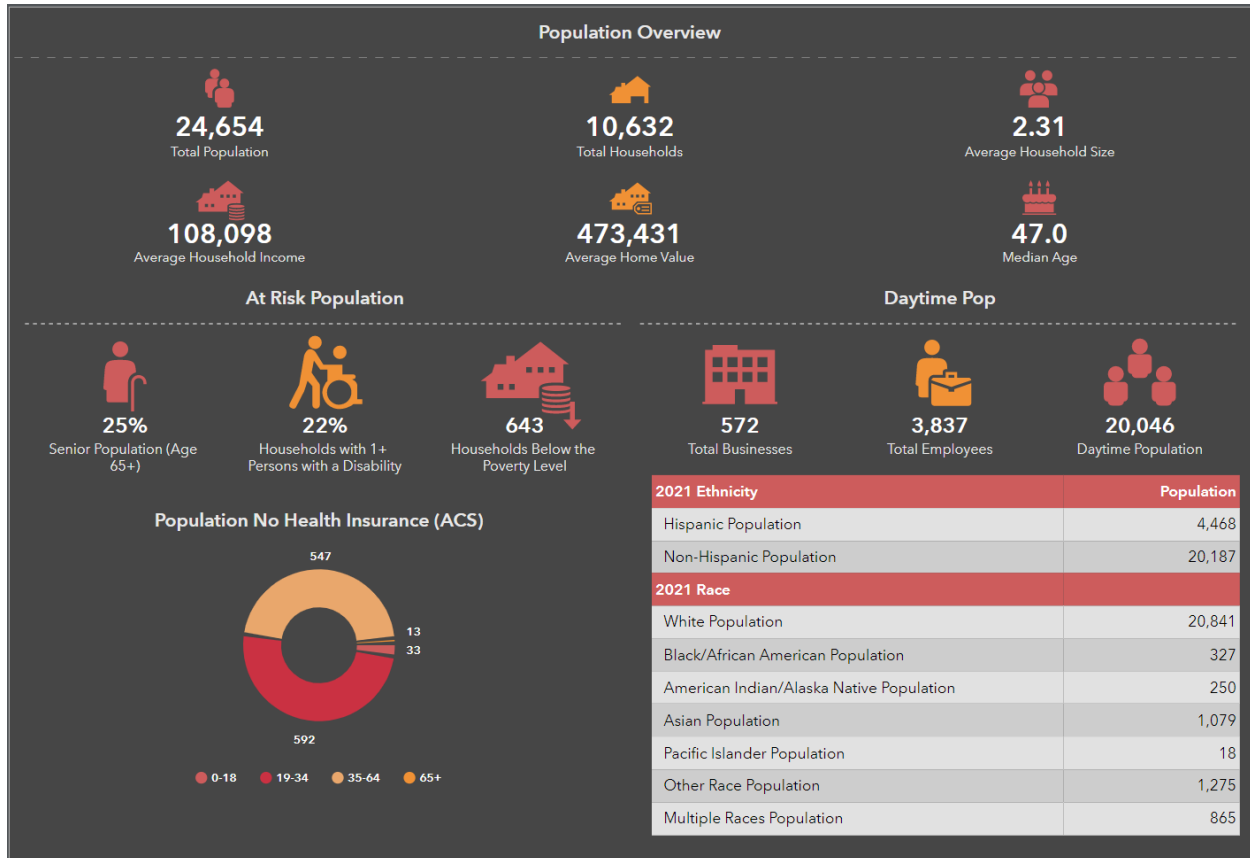 Population Overview
24,654
Total Population
10,632
Total Households
2.31
Average Household Size
108,098
Average Household Income
473,431
Average Home Value
47.0
Median Age
At Risk Population
25%
Senior Population (Age
65+)
22%
Households with 1+
Persons with a Disability
643
Households Below the
Poverty Level
Population No Health Insurance (ACS)
547
13
33
592
0-18 19-34 35-64 65+
Daytime Pop
572
Total Businesses
3,837
Total Employees
20,046
Daytime Population
2021 Ethnicity Population
Hispanic Population 4,468
Non-Hispanic Population 20,187
2021 Race
White Population 20,841
Black/African American Population 327
American Indian/Alaska Native Population 250
Asian Population 1,079
Pacific Islander Population 18
Other Race Population 1,275
Multiple Races Population 865